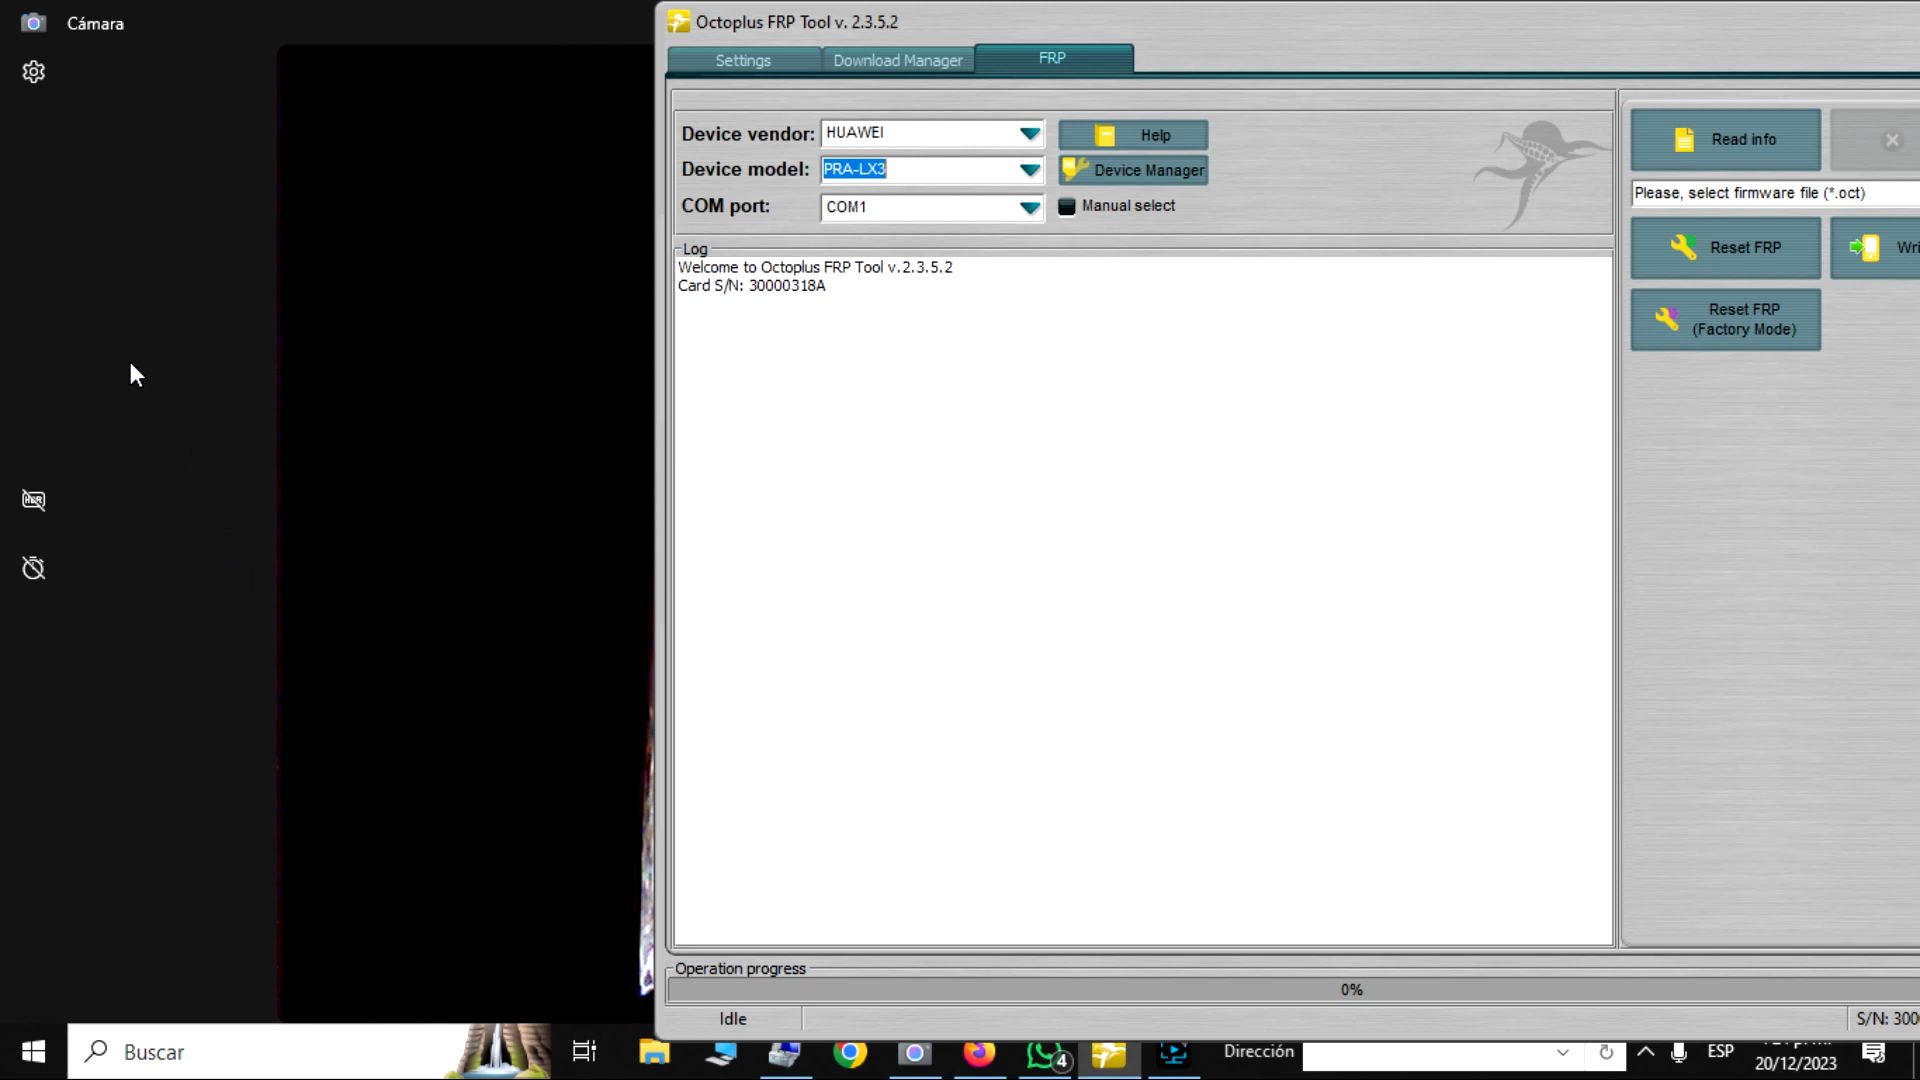 Cámara
Octoplus FRP Tool v. 2.3.5.2
Settings
Download Manager
FRP
Device vendor:
HUAWEI
Help
Device model:
PRA-LX3
Device Manager
COM port:
COM1
Manual select
Read info
Please, select firmware file (*.oct)
Reset FRP
Wri
Reset FRP
(Factory Mode)
Log
Welcome to Octoplus FRP Tool v.2.3.5.2
Card S/N: 30000318A
Operation progress
0%
Idle
S/N: 300
Buscar
4
Dirección
ESP
20/12/2023